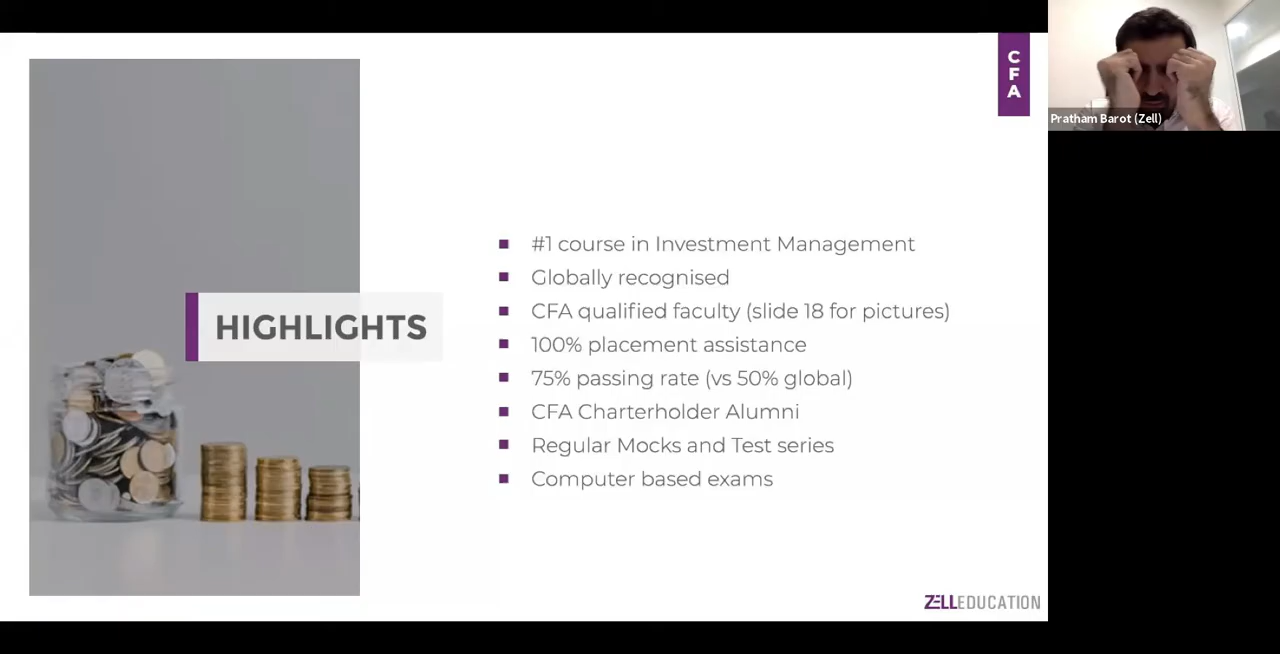 C
F
A
Pratham Barot (Zell)
HIGHLIGHTS
#1 course in Investment Management
Globally recognised
CFA qualified faculty (slide 18 for pictures)
100% placement assistance
75% passing rate (vs 50% global)
CFA Charterholder Alumni
Regular Mocks and Test series
Computer based exams
ZELLEDUCATION